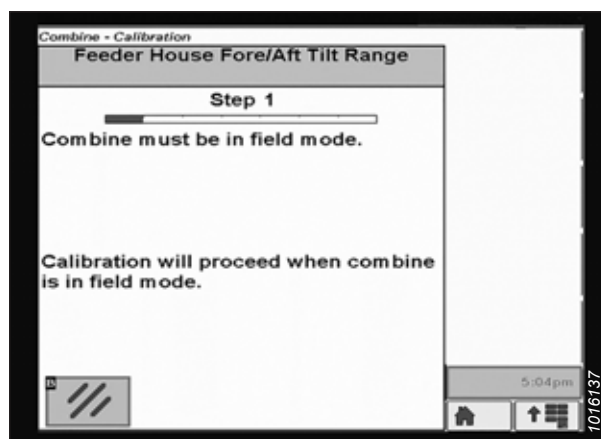 Combine - Calibration
Feeder House Fore/Aft Tilt Range
Step 1
Combine must be in field mode.
Calibration will proceed when combine
is in field mode.
B
5:04pm
1016137